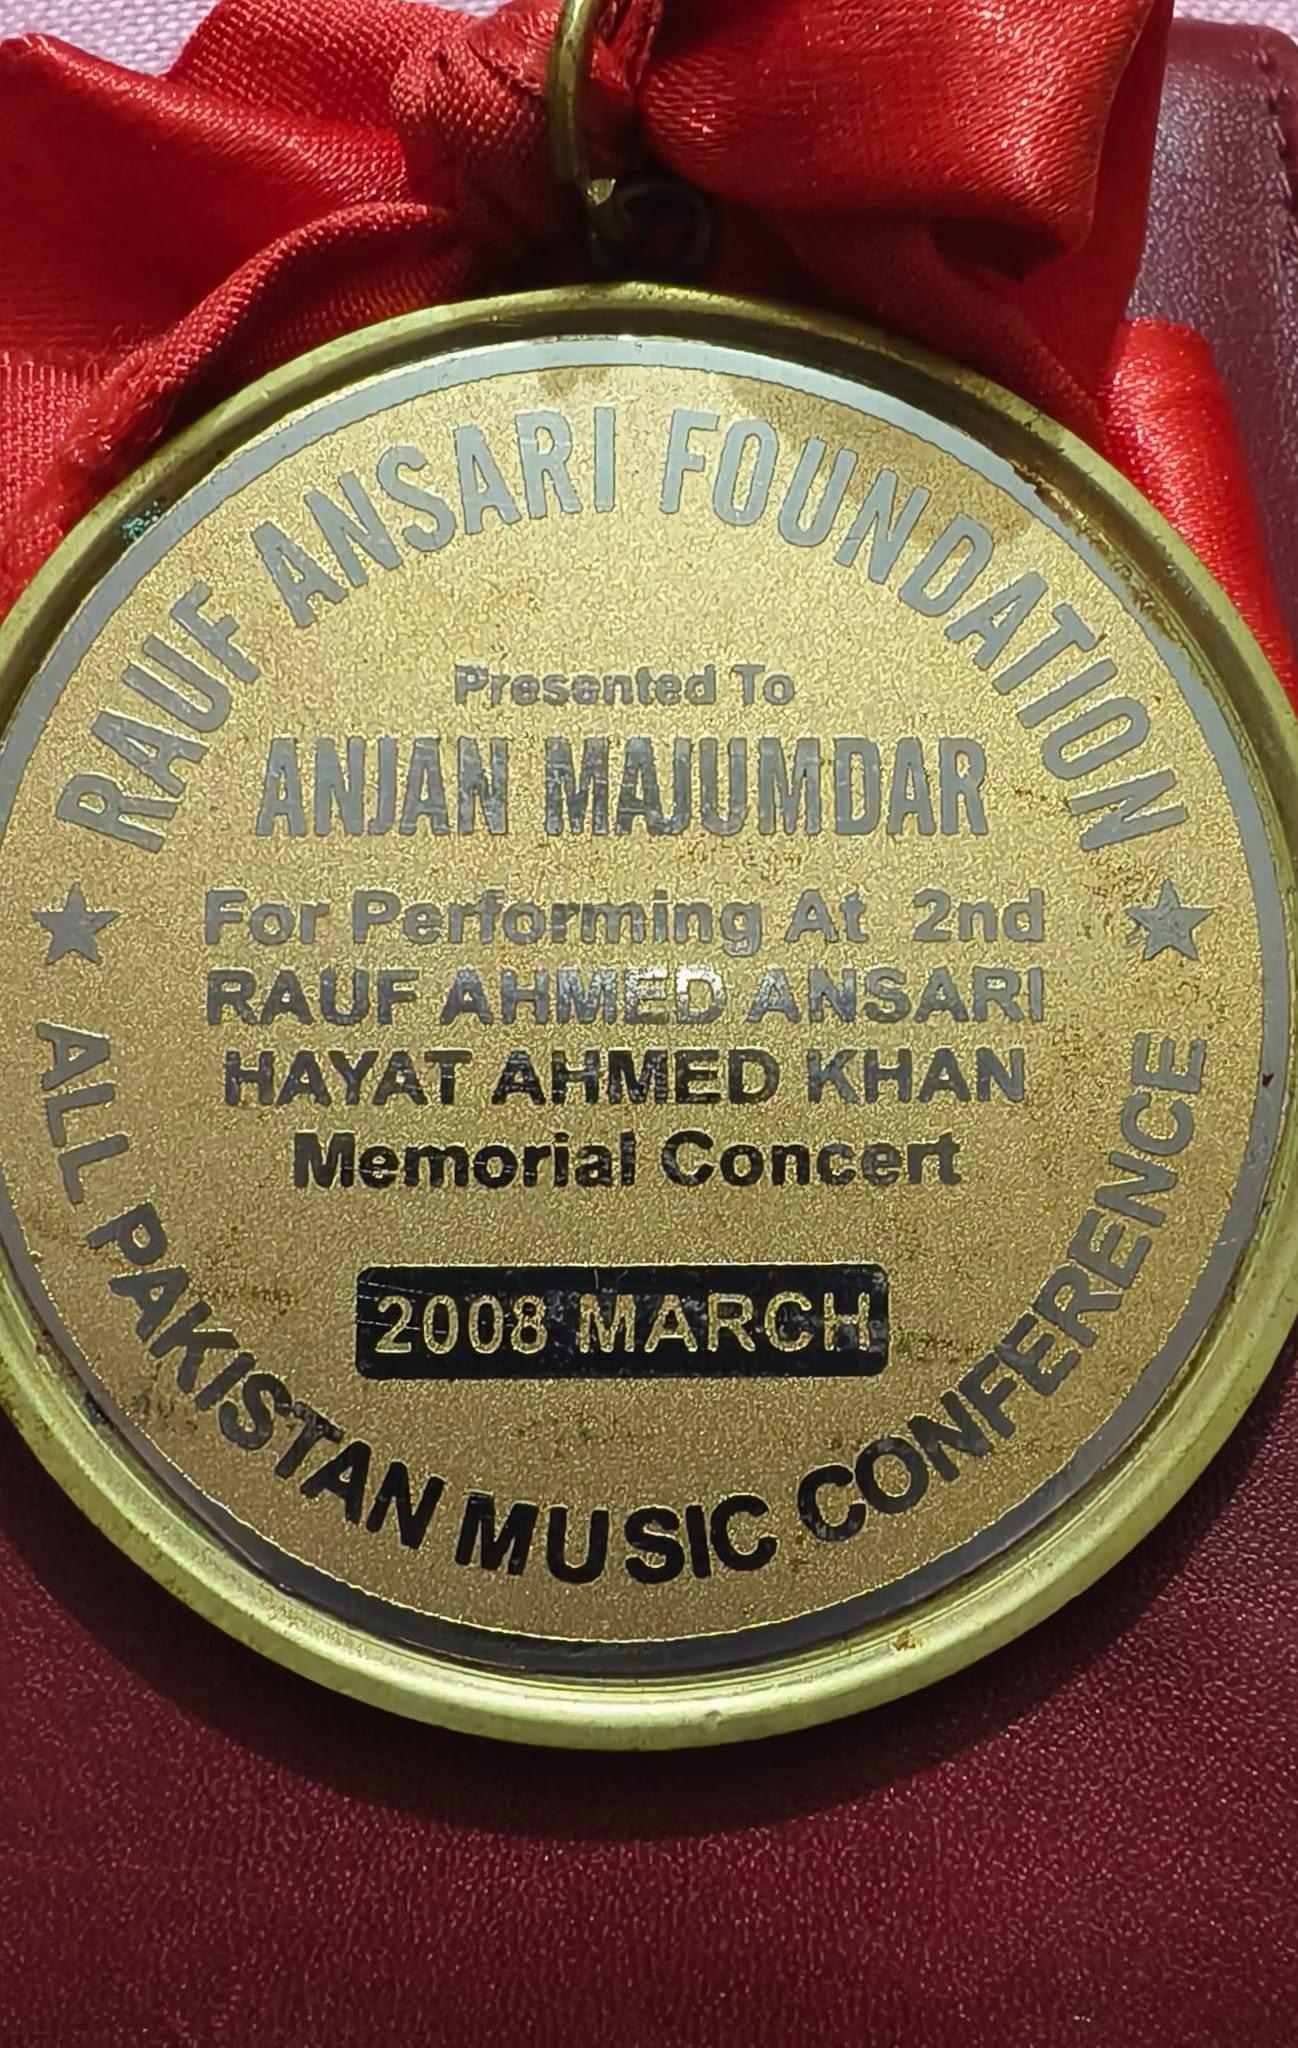 RAUF ANSARI FOUNDATION
Presented To
ANJAN MAJUMDAR
For Performing At 2nd
RAUF AHMED ANSARI
HAYAT AHMED KHAN
Memorial Concert
2008 MARCH
ALL PAKISTAN MUSIC CONFERENCE